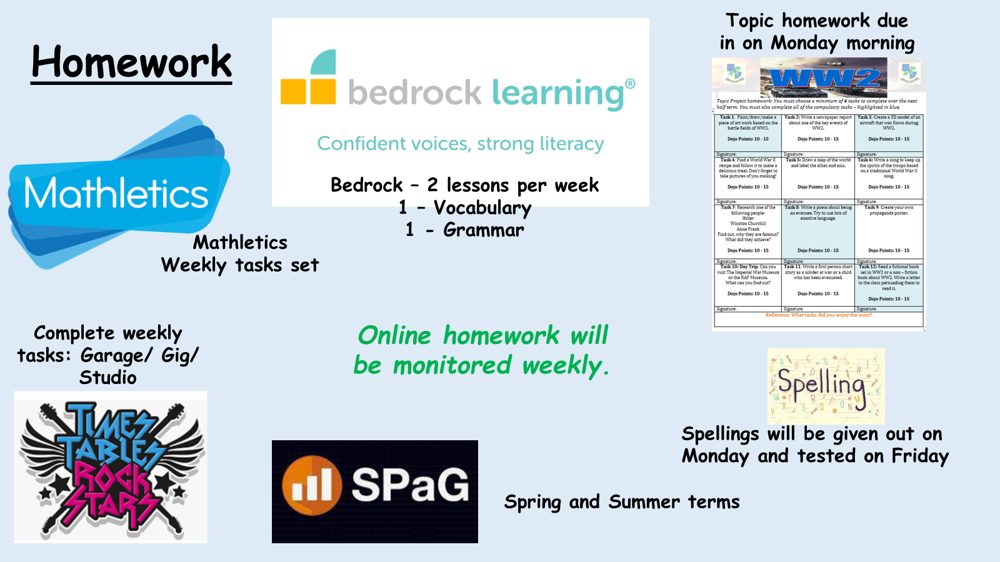 Homework
bedrock learning®
Confident voices, strong literacy
Bedrock – 2 lessons per week
1 – Vocabulary
1 - Grammar
Mathletics
Mathletics
Weekly tasks set
Topic homework due
in on Monday morning
WW2
Topic Project homework: You must choose a minimum of 4 tasks to complete over the next
half term. You must also complete all of the compulsory tasks – highlighted in blue.
Task 1: Paint/draw/make a
piece of art work based on the
battle fields of WW2.
Dojo Points: 10 - 15
Signature:
Task 2: Write a newspaper report
about one of the key events of
WW2.
Dojo Points: 10 - 15
Signature:
Task 3: Create a 3D model of an
aircraft that was flown during
WW2.
Dojo Points: 10 - 15
Signature:
Task 4: Find a World War II
recipe and follow it to make a
delicious treat. Don't forget to
take pictures of you cooking!
Dojo Points: 10 - 15
Signature:
Task 5: Draw a map of the world
and label the allies and axis.
Dojo Points: 10 - 15
Signature:
Task 6: Write a song to keep up
the spirits of the troops based
on a traditional World War II
song.
Dojo Points: 10 - 15
Signature:
Task 7: Research one of the
following people:
Hitler
Winston Churchill
Anne Frank
Find out, why they are famous?
What did they achieve?
Dojo Points: 10 - 15
Signature:
Task 8: Write a poem about being
an evacuee. Try to use lots of
emotive language.
Dojo Points: 10 - 15
Signature:
Task 9: Create your own
propaganda poster.
Dojo Points: 10 - 15
Signature:
Task 10: Day Trip: Can you
visit The Imperial War Museum
or the RAF Museum.
What can you find out?
Dojo Points: 10 - 15
Signature:
Task 11: Write a first person short
story as a solider at war or a child
who has been evacuated.
Dojo Points: 10 - 15
Signature:
Task 12: Read a fictional book
set in WW2 or a non – fiction
book about WW2. Write a letter
to the class persuading them to
read it.
Dojo Points: 10 - 15
Signature:
Reflection: What tasks did you enjoy the most?
Complete weekly
tasks: Garage/ Gig/
Studio
TIMES
TABLES
ROCK
STARS
Online homework will
be monitored weekly.
Spelling
Spellings will be given out on
Monday and tested on Friday
SPaG
Spring and Summer terms